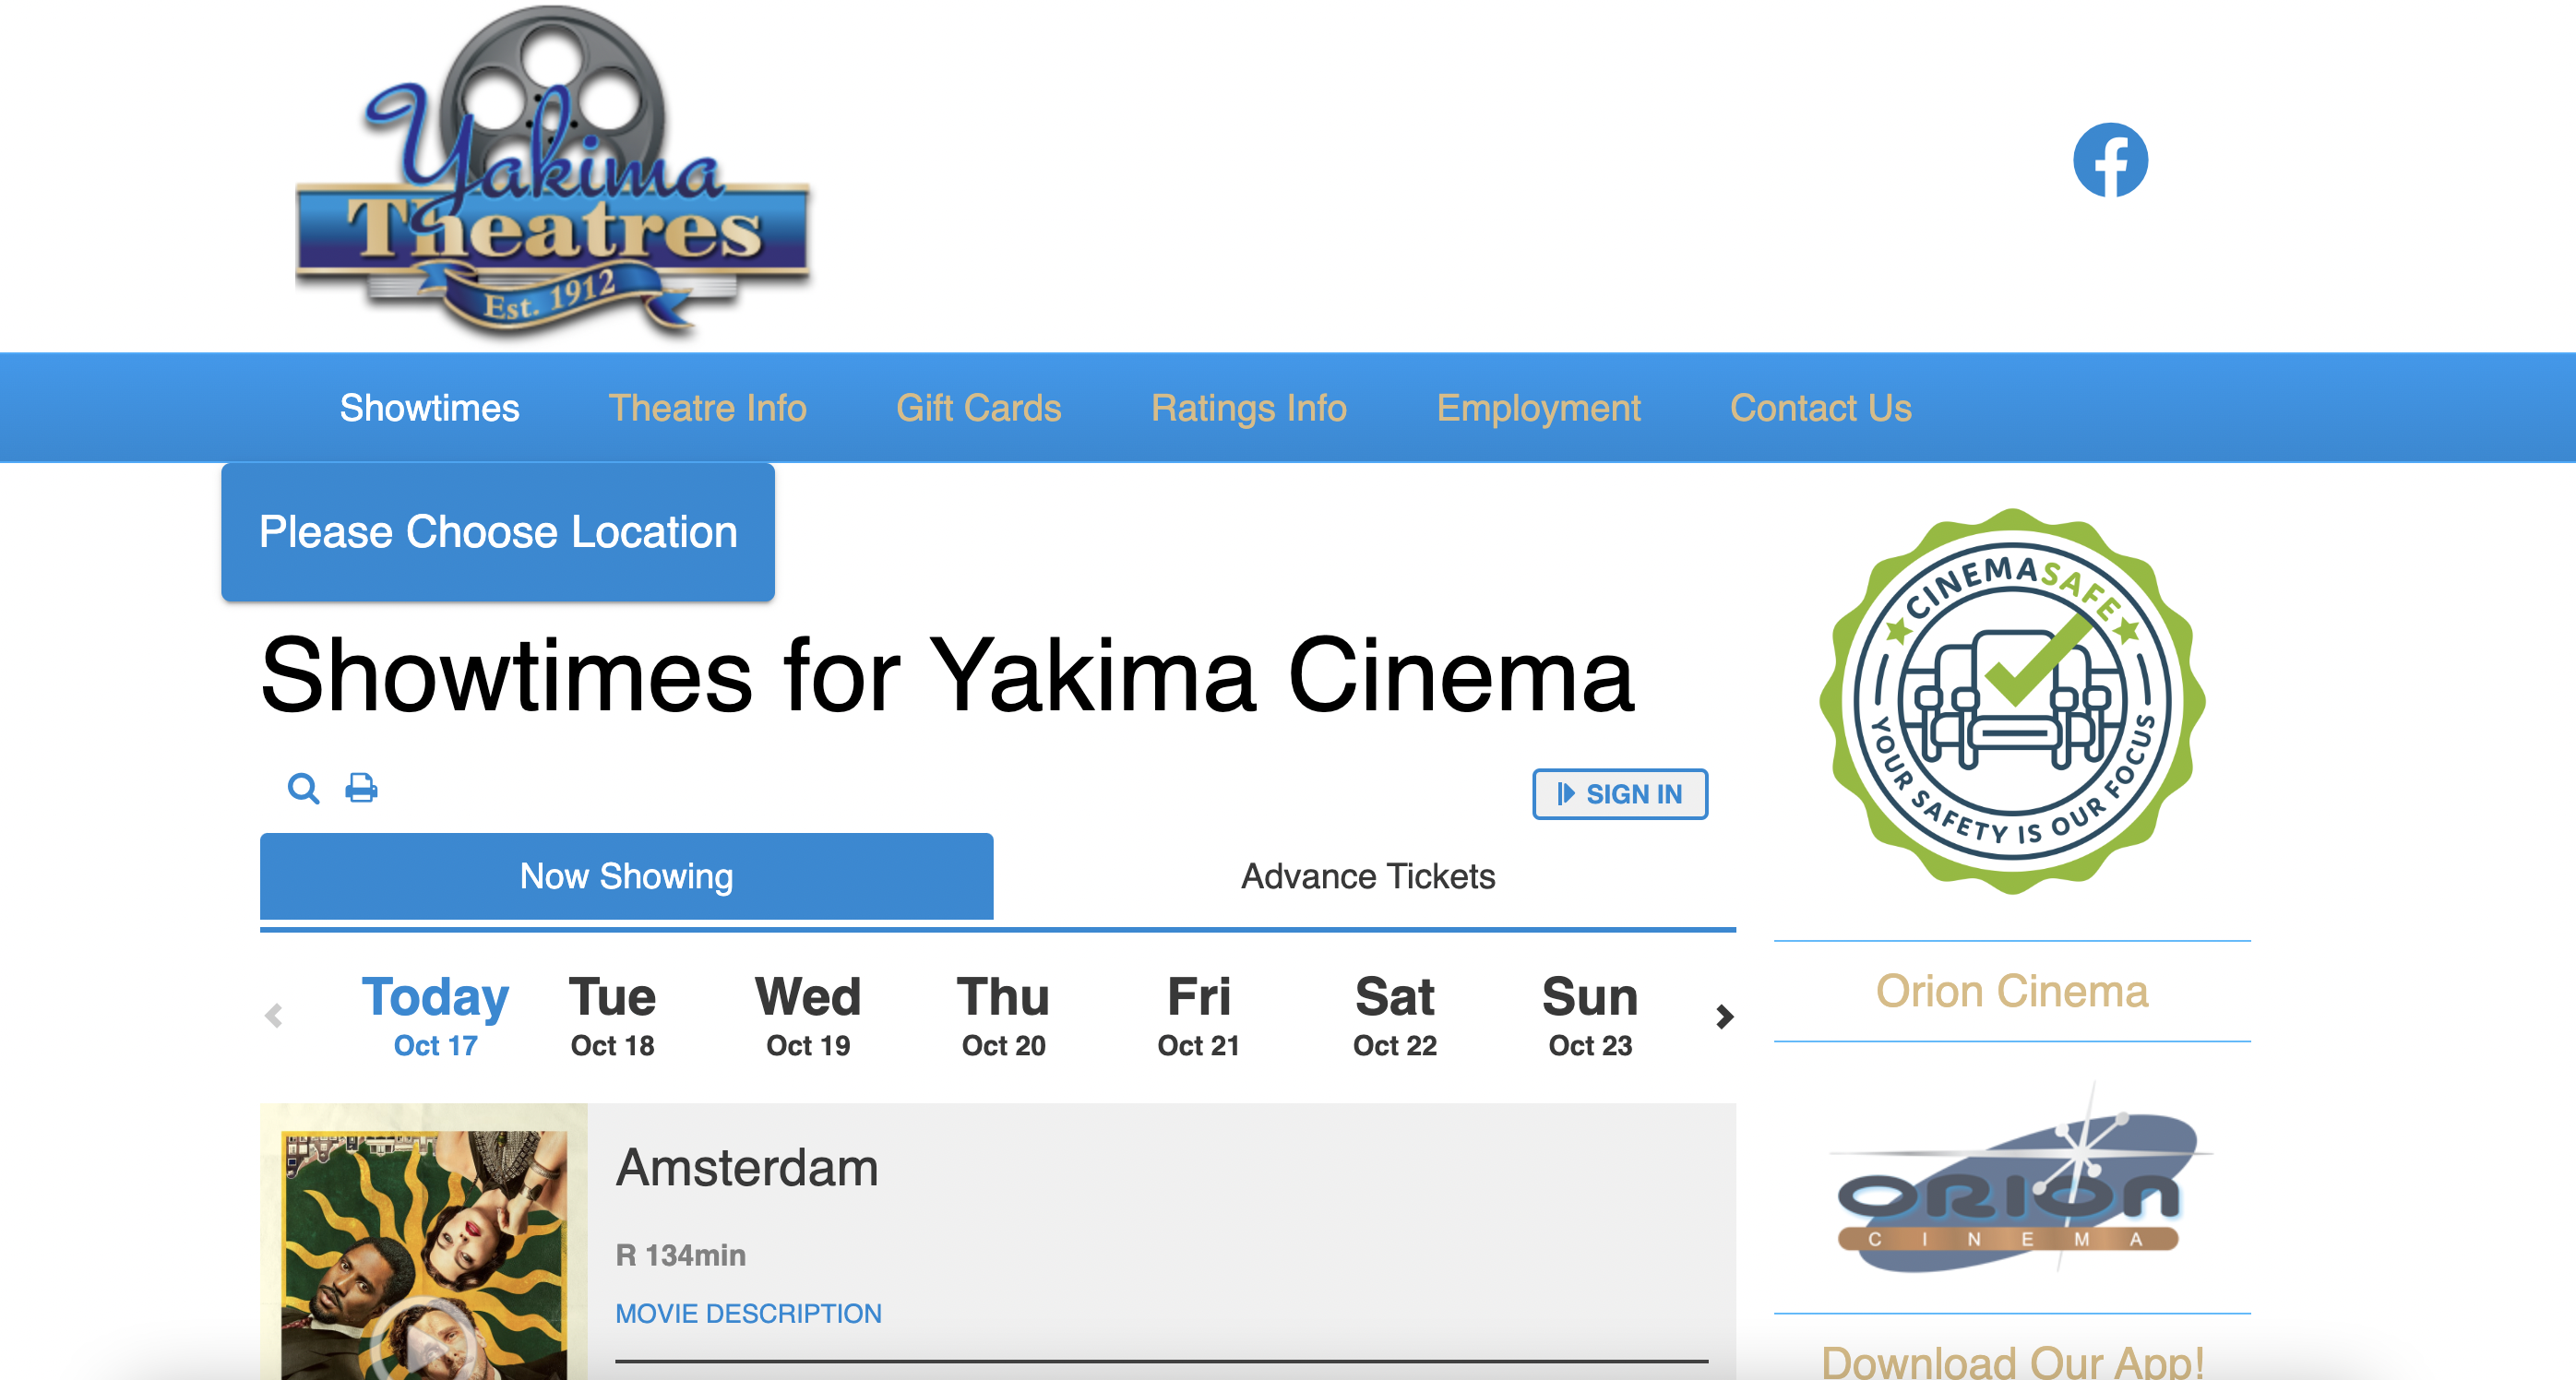 Yakima
Theatres
Est. 1912
Showtimes Theatre Info Gift Cards Ratings Info Employment Contact Us
Please Choose Location
Showtimes for Yakima Cinema
SIGN IN
Now Showing Advance Tickets
Today Tue Wed Thu Fri Sat Sun
Oct 17 Oct 18 Oct 19 Oct 20 Oct 21 Oct 22 Oct 23
Amsterdam
R 134min
MOVIE DESCRIPTION
CINEMASAFE
YOUR SAFETY IS OUR FOCUS
Orion Cinema
ORION
CINEMA
Download Our App!